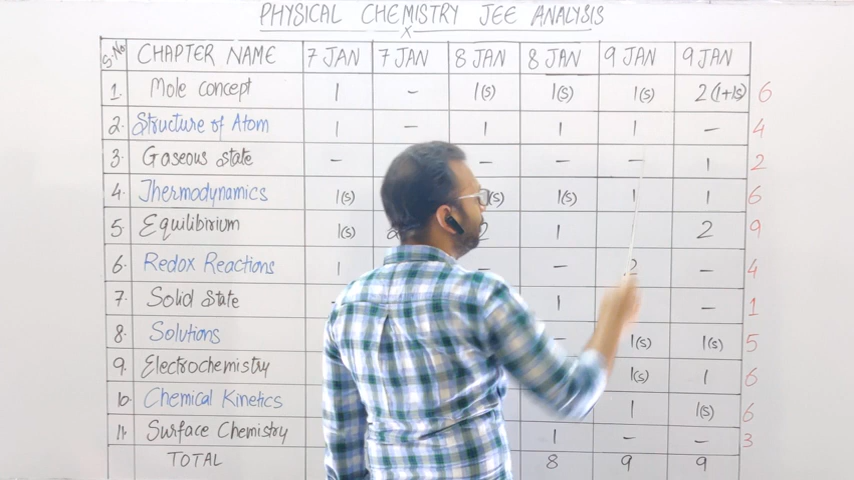 PHYSICAL CHEMISTRY JEE ANALYSIS
x
S.No CHAPTER NAME 7 JAN 7 JAN 8 JAN 8 JAN 9 JAN 9 JAN
1. Mole concept 1 - 1(s) 1(s) 1(s) 2(1+1s) 6
2. Structure of Atom 1 - 1 1 1 - 4
3. Gaseous state - - - - 1 2
4. Thermodynamics 1(s) (s) 1(s) 1 1 6
5. Equilibrium 1(s) 2 2 1 2 9
6. Redox Reactions 1 - - 2 - 4
7. Solid State - 1 - 1
8. Solutions - 1(s) 1(s) 5
9. Electrochemistry 1(s) 1 6
10. Chemical Kinetics 1 1(s) 6
11. Surface Chemistry 1 - - 3
TOTAL 8 9 9